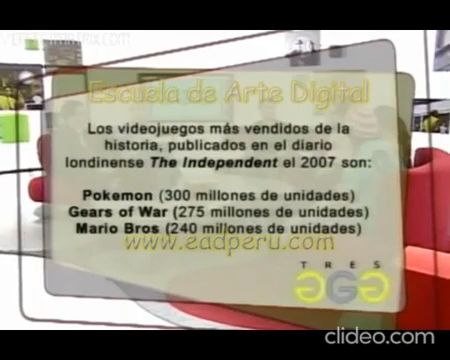 Escuela de Arte Digital
Los videojuegos más vendidos de la
historia, publicados en el diario
londinense The Independent el 2007 son:
Pokemon (300 millones de unidades)
Gears of War (275 millones de unidades)
Mario Bros (240 millones de unidades)
www.eadperu.com
TRES
GGG
clideo.com